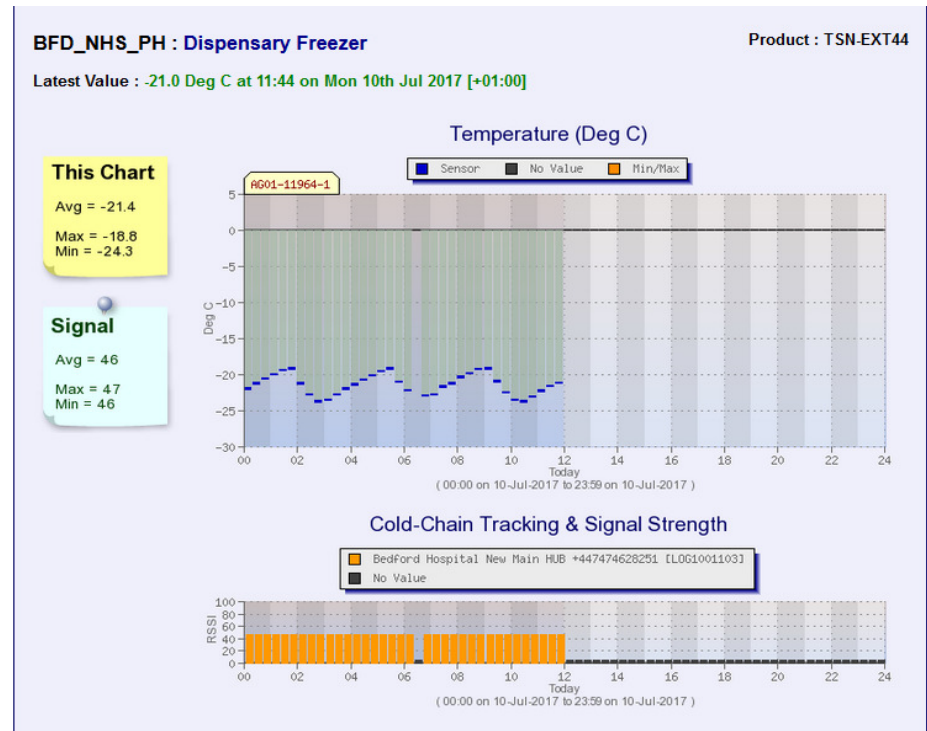 BFD_NHS_PH : Dispensary Freezer
Product : TSN-EXT44
Latest Value : -21.0 Deg C at 11:44 on Mon 10th Jul 2017 [+01:00]
Temperature (Deg C)
Sensor No Value Min/Max
This Chart
Avg = -21.4
Max = -18.8
Min = -24.3
Signal
Avg = 46
Max = 47
Min = 46
AG01-11964-1
5
0
-5
-10
-15
-20
-25
-30
Deg C
00 02 04 06 08 10 12 14 16 18 20 22 24
Today
( 00:00 on 10-Jul-2017 to 23:59 on 10-Jul-2017 )
Cold-Chain Tracking & Signal Strength
Bedford Hospital New Main HUB +447474628251 [LOG1001103]
No Value
100
80
60
40
20
0
RSSI
00 02 04 06 08 10 12 14 16 18 20 22 24
Today
( 00:00 on 10-Jul-2017 to 23:59 on 10-Jul-2017 )